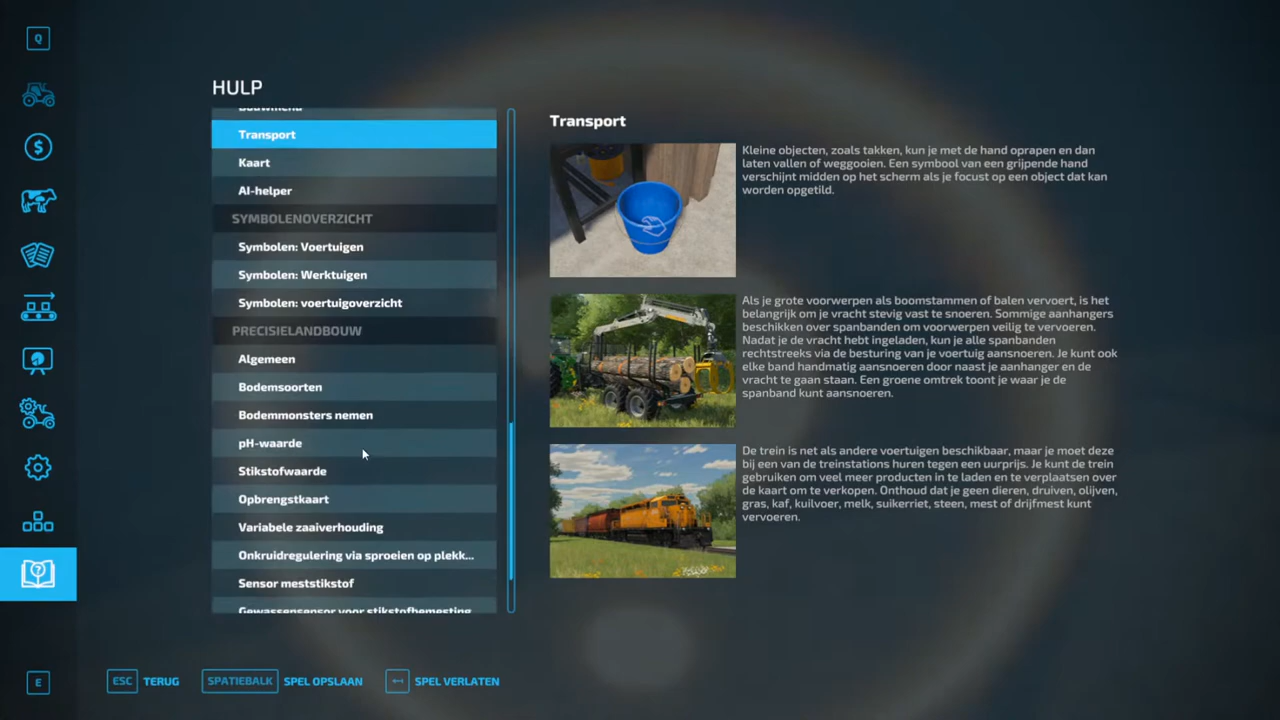 Q
HULP
Bouwmenu
Transport
Kaart
AI-helper
SYMBOLENOVERZICHT
Symbolen: Voertuigen
Symbolen: Werktuigen
Symbolen: voertuigoverzicht
PRECISIELANDBOUW
Algemeen
Bodemsoorten
Bodemmonsters nemen
pH-waarde
Stikstofwaarde
Opbrengstkaart
Variabele zaaiverhouding
Onkruidregulering via sproeien op plekk...
Sensor meststikstof
Gewassensensor voor stikstofbemesting
Transport
Kleine objecten, zoals takken, kun je met de hand oprapen en dan
laten vallen of weggooien. Een symbool van een grijpende hand
verschijnt midden op het scherm als je focust op een object dat kan
worden opgetild.
Als je grote voorwerpen als boomstammen of balen vervoert, is het
belangrijk om je vracht stevig vast te snoeren. Sommige aanhangers
beschikken over spanbanden om voorwerpen veilig te vervoeren.
Nadat je de vracht hebt ingeladen, kun je alle spanbanden
rechtstreeks via de besturing van je voertuig aansnoeren. Je kunt ook
elke band handmatig aansnoeren door naast je aanhanger en de
vracht te gaan staan. Een groene omtrek toont je waar je de
spanband kunt aansnoeren.
De trein is net als andere voertuigen beschikbaar, maar je moet deze
bij een van de treinstations huren tegen een uurprijs. Je kunt de trein
gebruiken om veel meer producten in te laden en te verplaatsen over
de kaart om te verkopen. Onthoud dat je geen dieren, druiven, olijven,
gras, kaf, kuilvoer, melk, suikerriet, steen, mest of drijfmest kunt
vervoeren.
E
ESC TERUG SPATIEBALK SPEL OPSLAAN SPEL VERLATEN